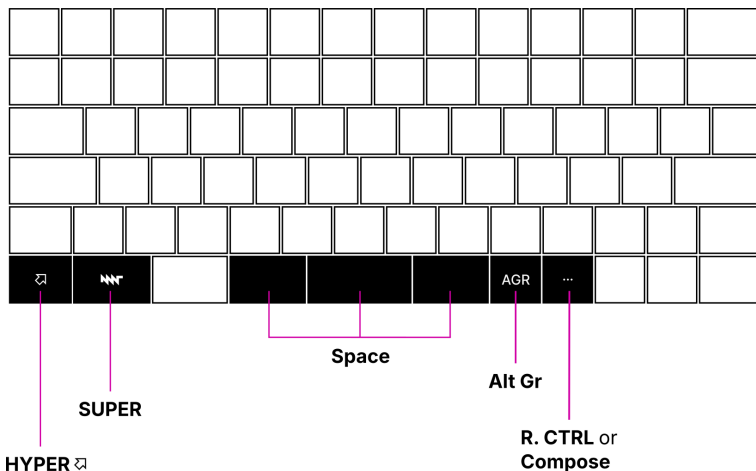 AGR
...
Space
Alt Gr
SUPER
R. CTRL or
Compose
HYPER